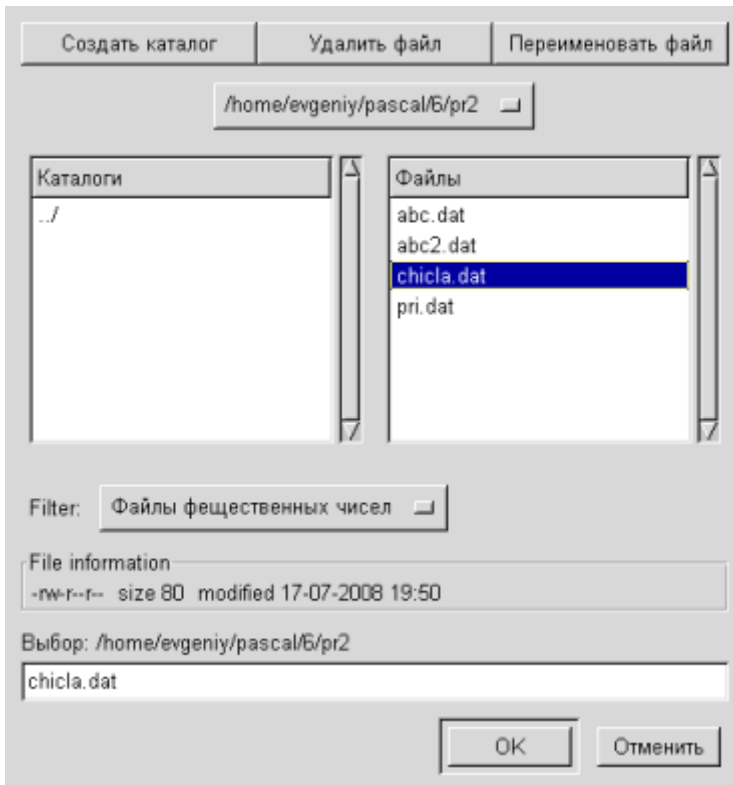 Создать каталог Удалить файл Переименовать файл
/home/evgeniy/pascal/6/pr2
Каталоги
../
Файлы
abc.dat
abc2.dat
chicla.dat
pri.dat
Filter: Файлы фещественных чисел
File information
-rw-r--r-- size 80 modified 17-07-2008 19:50
Выбор: /home/evgeniy/pascal/6/pr2
chicla.dat
OK Отменить